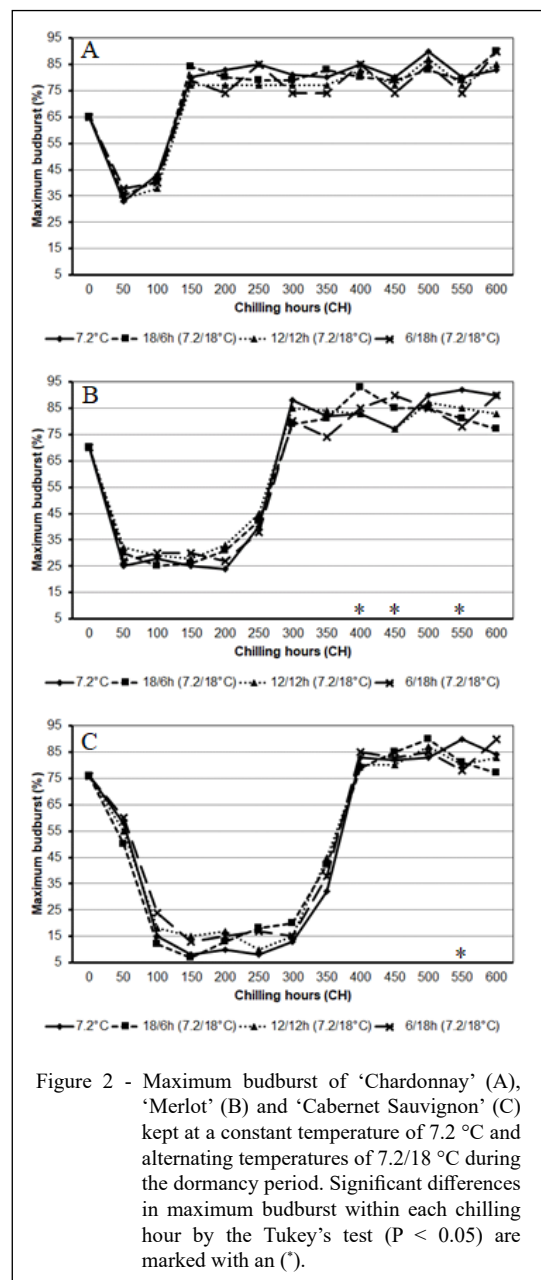 A
Maximum budburst (%)
95
85
75
65
55
45
35
25
15
5
0 50 100 150 200 250 300 350 400 450 500 550 600
Chilling hours (CH)
7.2°C 18/6h (7.2/18°C) 12/12h (7.2/18°C) 6/18h (7.2/18°C)
B
Maximum budburst (%)
95
85
75
65
55
45
35
25
15
5
* * *
0 50 100 150 200 250 300 350 400 450 500 550 600
Chilling hours (CH)
7.2°C 18/6h (7.2/18°C) 12/12h (7.2/18°C) 6/18h (7.2/18°C)
C
Maximum budburst (%)
95
85
75
65
55
45
35
25
15
5
*
0 50 100 150 200 250 300 350 400 450 500 550 600
Chilling hours (CH)
7.2°C 18/6h (7.2/18°C) 12/12h (7.2/18°C) 6/18h (7.2/18°C)
Figure 2 - Maximum budburst of ‘Chardonnay’ (A),
‘Merlot’ (B) and ‘Cabernet Sauvignon’ (C)
kept at a constant temperature of 7.2 °C and
alternating temperatures of 7.2/18 °C during
the dormancy period. Significant differences
in maximum budburst within each chilling
hour by the Tukey’s test (P < 0.05) are
marked with an (*).